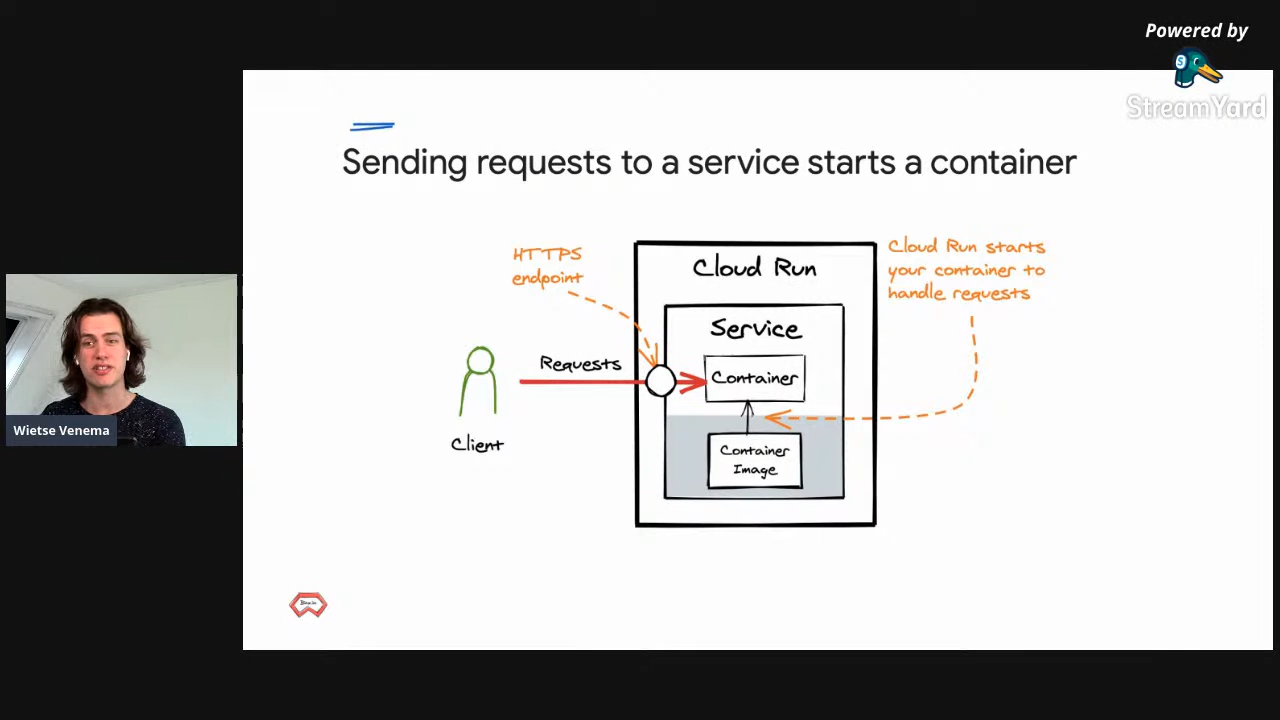 Powered by
StreamYard
Sending requests to a service starts a container
HTTPS
endpoint
Cloud Run
Cloud Run starts
your container to
handle requests
Service
Requests
Container
Client
Container
Image
Wietse Venema